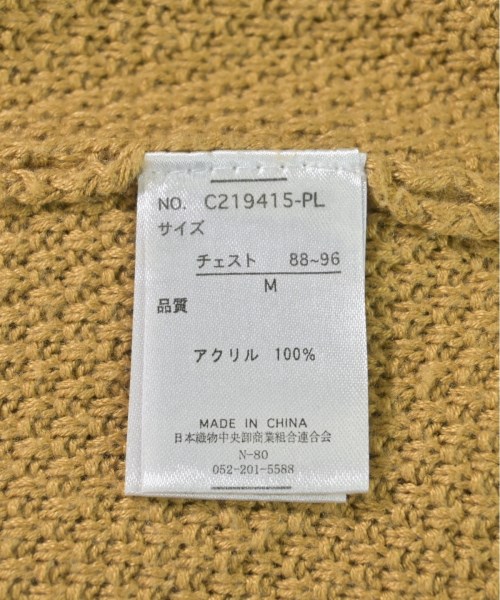 NO. C219415-PL
サイズ
チェスト 88~96
M
品質
アクリル 100%
MADE IN CHINA
日本織物中央卸商業組合連合会
N-80
052-201-5588